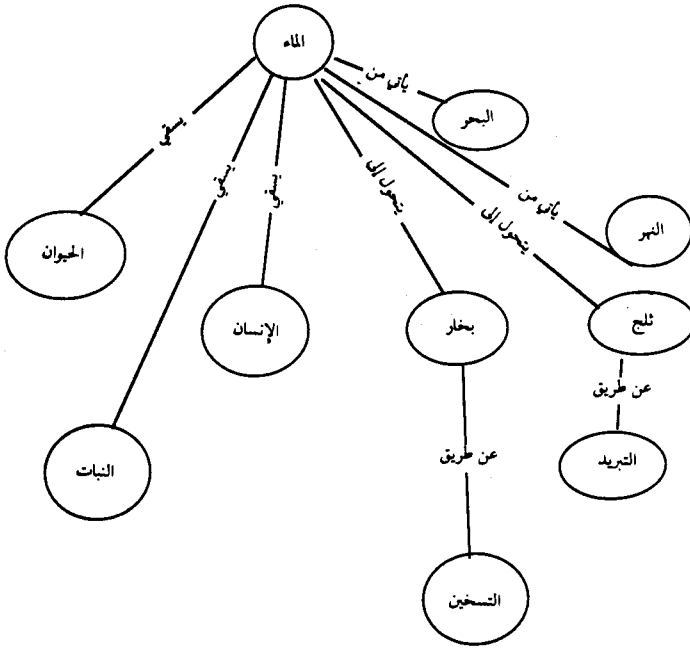 الماء
يأتي من
البحر
يسقي
يسقي
يسقي
يتحول إلى
يتحول إلى
يأتي من
النهر
الحيوان
الإنسان
بخار
ثلج
عن طريق
عن طريق
النبات
التبريد
التسخين